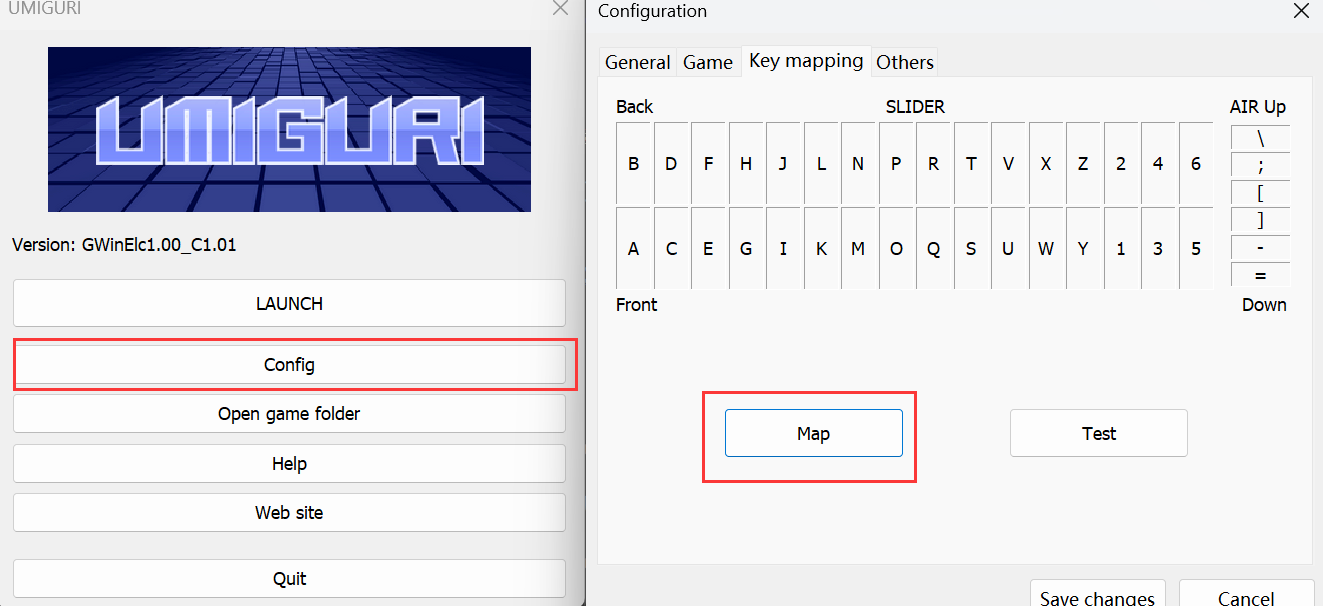 UMIGURI
UMIGURI
Version: GWinElc1.00_C1.01
LAUNCH
Config
Open game folder
Help
Web site
Quit
Configuration
General Game Key mapping Others
Back SLIDER AIR Up
B D F H J L N P R T V X Z 2 4 6
A C E G I K M O Q S U W Y 1 3 5
\
;
[
]
-
=
Front Down
Map Test
Save changes Cancel